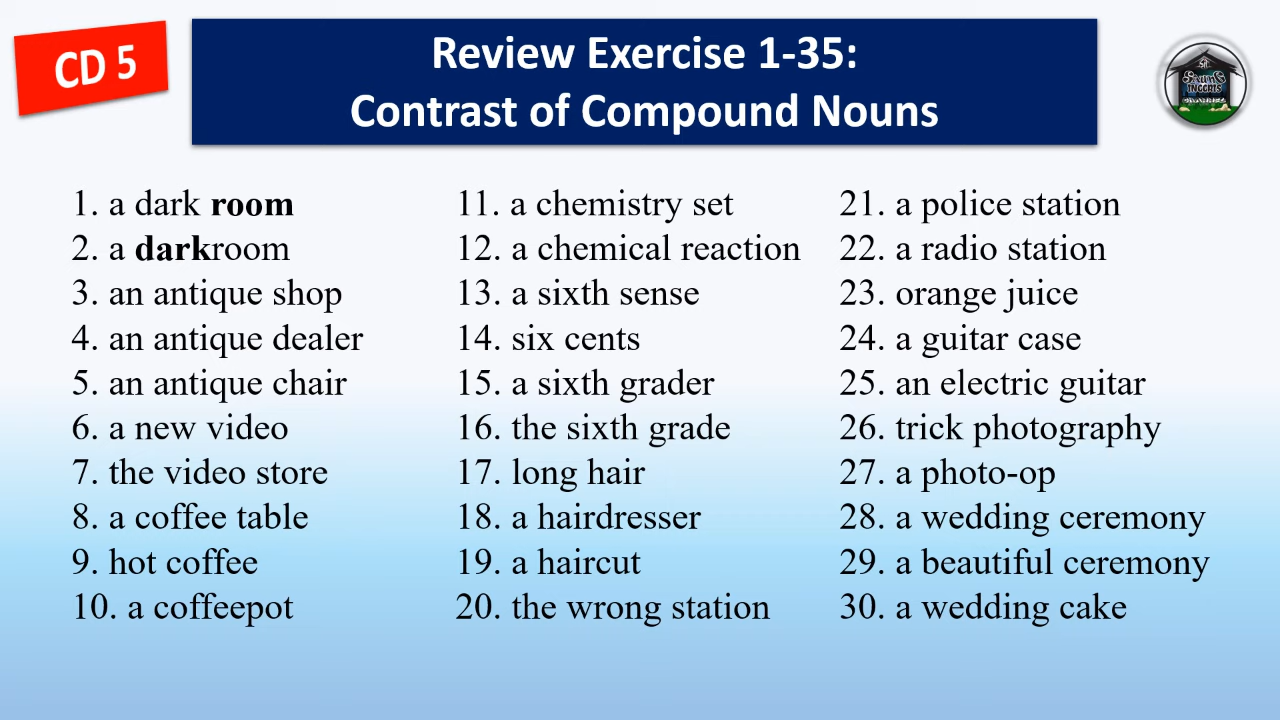 CD 5
Review Exercise 1-35:
Contrast of Compound Nouns
1. a dark room
2. a darkroom
3. an antique shop
4. an antique dealer
5. an antique chair
6. a new video
7. the video store
8. a coffee table
9. hot coffee
10. a coffeepot
11. a chemistry set
12. a chemical reaction
13. a sixth sense
14. six cents
15. a sixth grader
16. the sixth grade
17. long hair
18. a hairdresser
19. a haircut
20. the wrong station
21. a police station
22. a radio station
23. orange juice
24. a guitar case
25. an electric guitar
26. trick photography
27. a photo-op
28. a wedding ceremony
29. a beautiful ceremony
30. a wedding cake